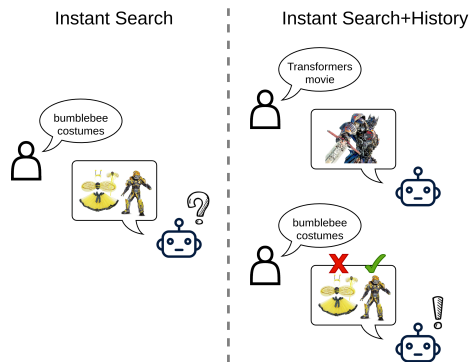 Instant Search
Instant Search+History
bumblebee
costumes
Transformers
movie
bumblebee
costumes